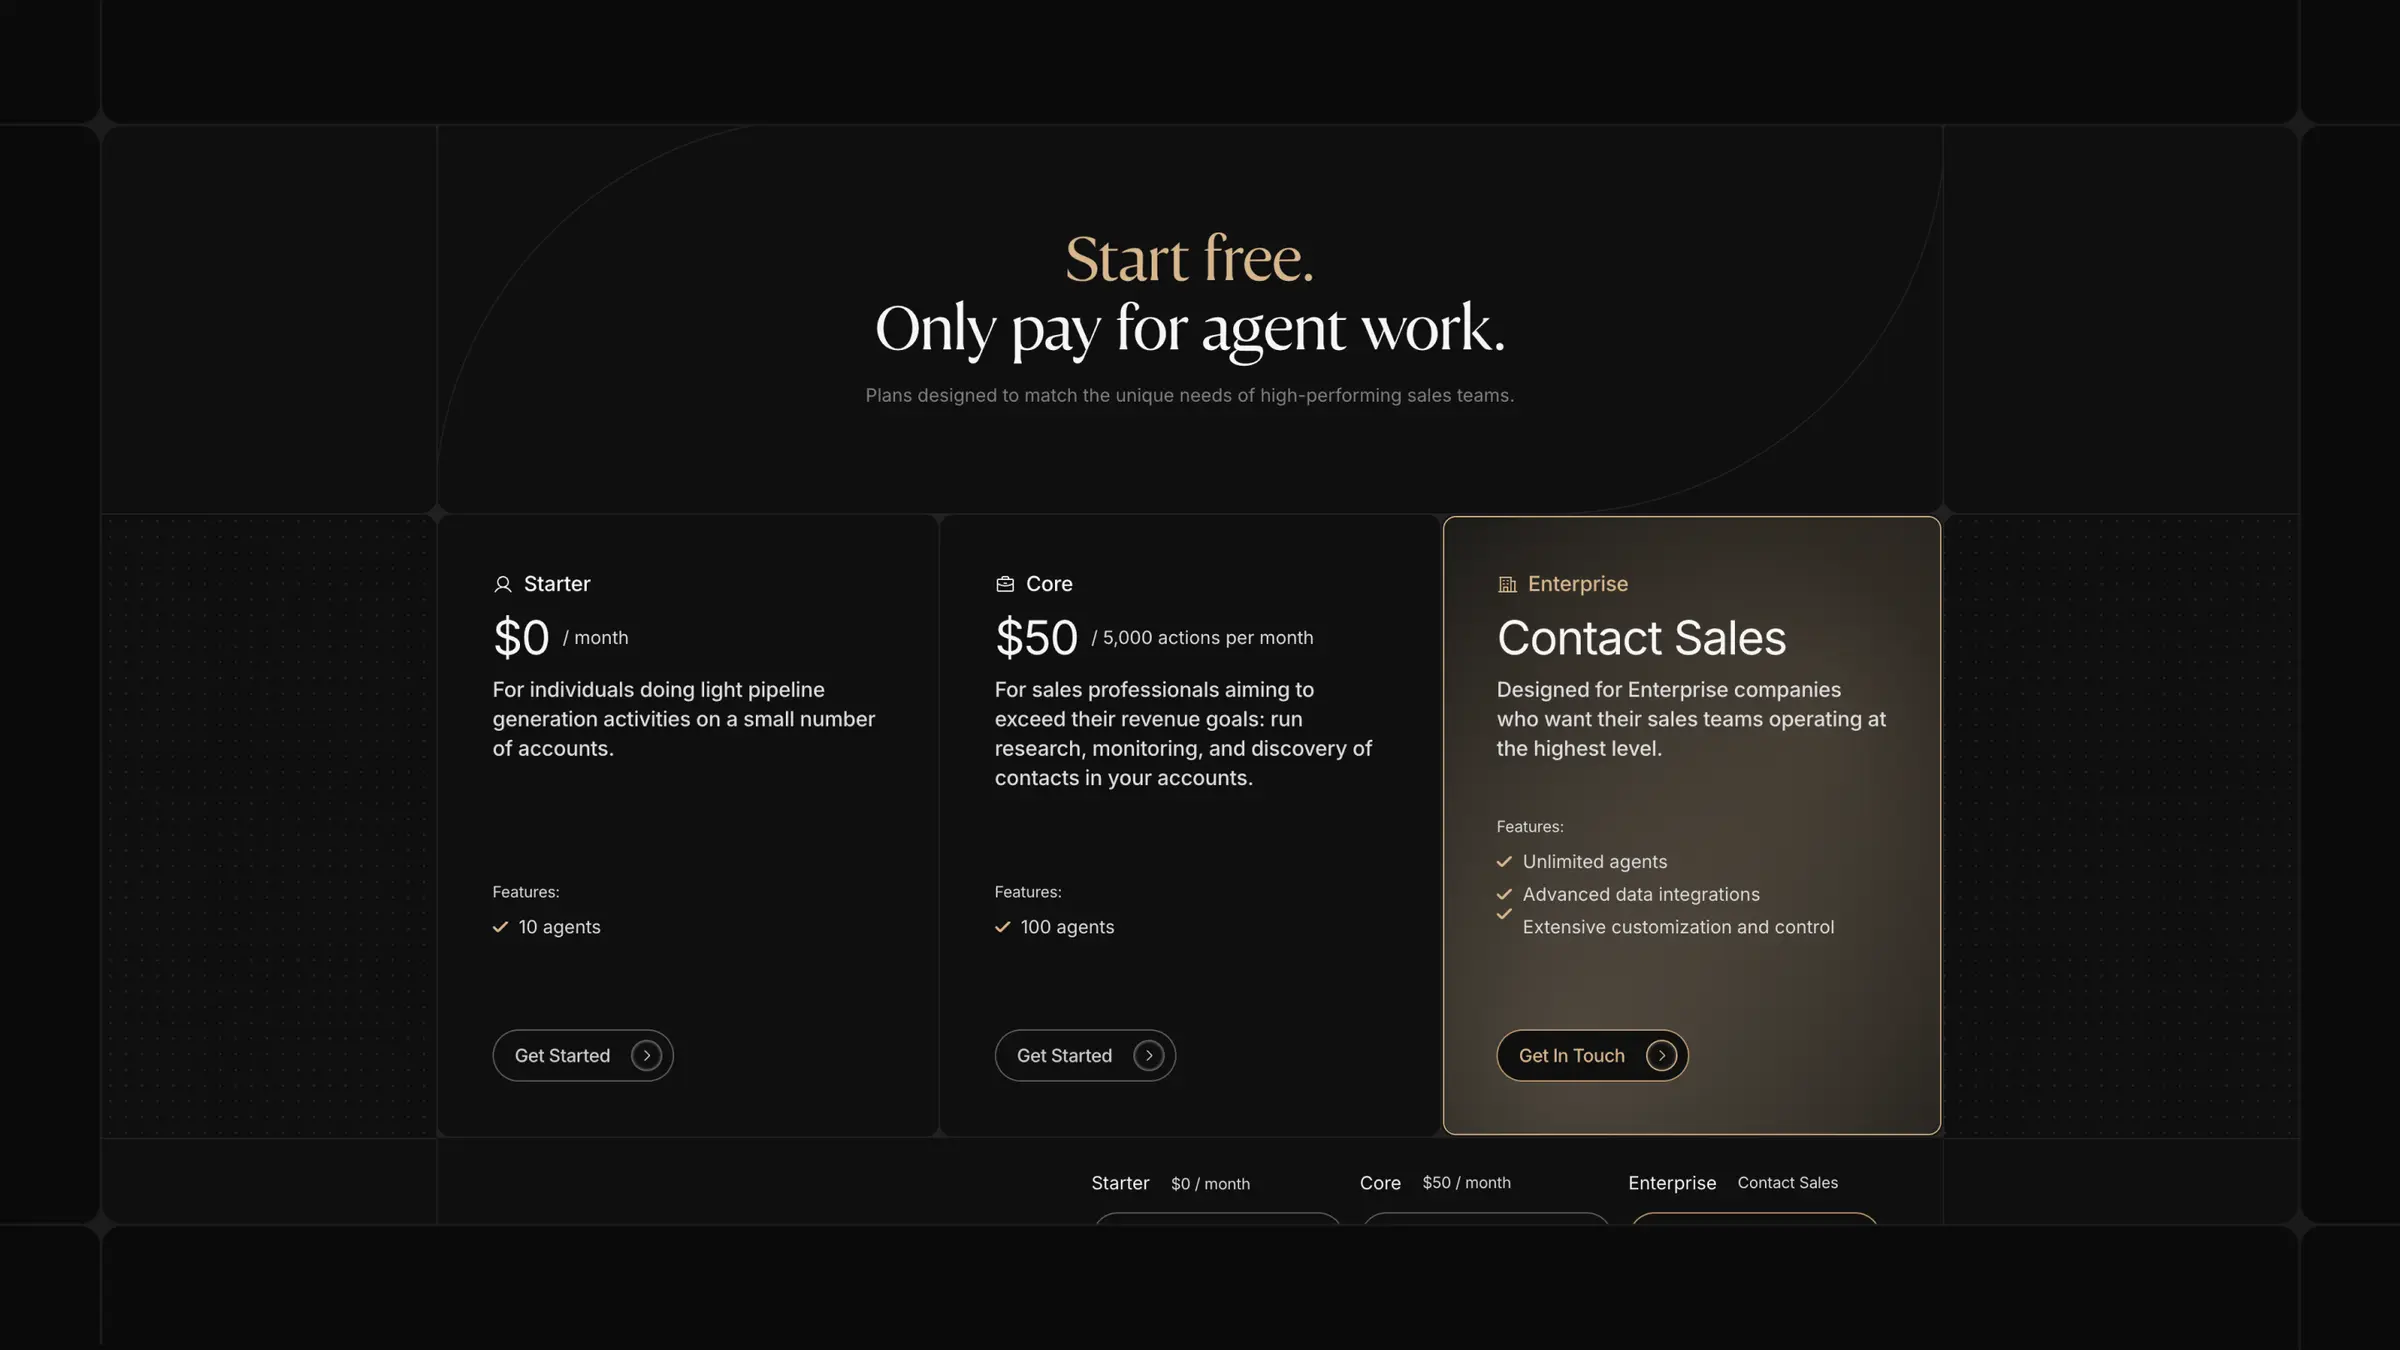 Start free.
Only pay for agent work.
Plans designed to match the unique needs of high-performing sales teams.
Starter
$0 / month
For individuals doing light pipeline
generation activities on a small number
of accounts.
Features:
10 agents
Get Started
Core
$50 / 5,000 actions per month
For sales professionals aiming to
exceed their revenue goals: run
research, monitoring, and discovery of
contacts in your accounts.
Features:
100 agents
Get Started
Enterprise
Contact Sales
Designed for Enterprise companies
who want their sales teams operating at
the highest level.
Features:
Unlimited agents
Advanced data integrations
Extensive customization and control
Get In Touch
Starter $0 / month
Core $50 / month
Enterprise Contact Sales